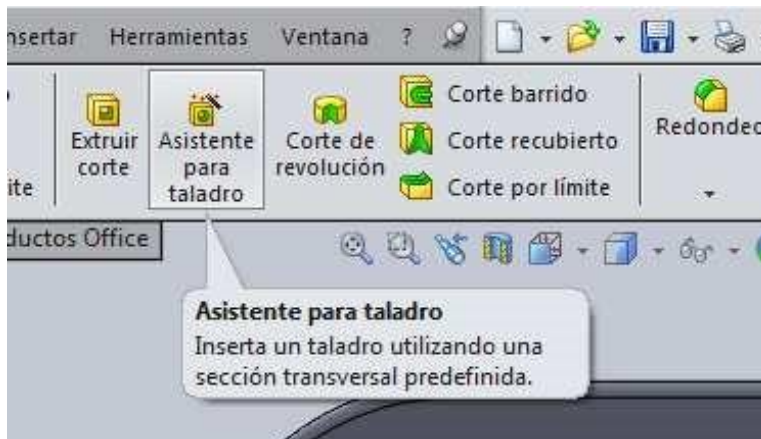 nsertar Herramientas Ventana ?
Extruir corte
Asistente para taladro
Corte de revolución
Corte barrido
Corte recubierto
Corte por límite
Redondeo
ite
ductos Office
Asistente para taladro
Inserta un taladro utilizando una
sección transversal predefinida.